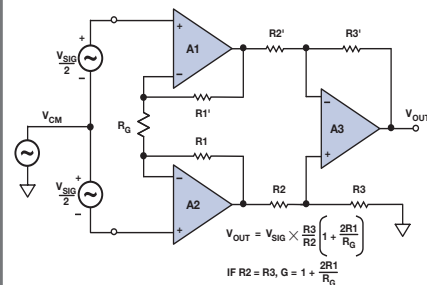 +
A1
−
R2'
R3'
V_SIG
2
+
−
R1'
V_CM
R_G
−
A3
+
V_OUT
R1
V_SIG
2
+
−
−
A2
+
R2
R3
V_OUT = V_SIG × R3/R2 (1 + 2R1/R_G)
IF R2 = R3, G = 1 + 2R1/R_G